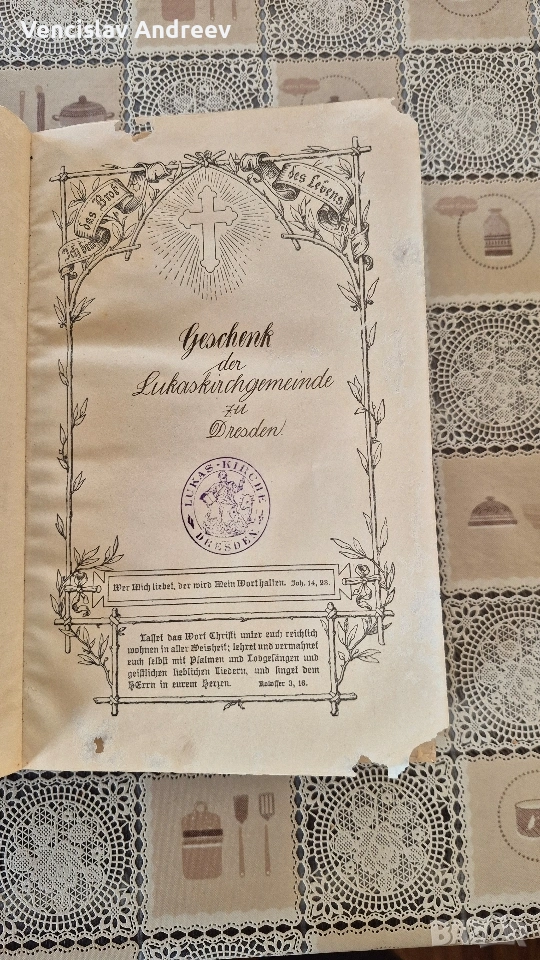 Vencislav Andreev
Ich bin das Brod des Lebens
Geschenk
der
Lukaskirchgemeinde
zu
Dresden.
LUKAS-KIRCHE
DRESDEN
Wer Mich liebet, der wird Mein Wort halten. Joh. 14, 23.
Lasset das Wort Christi unter euch reichlich
wohnen in aller Weisheit; lehret und vermahnet
euch selbst mit Psalmen und Lobgesängen und
geistlichen lieblichen Liedern, und singet dem
HErrn in eurem Herzen. Kolosser 3, 16.